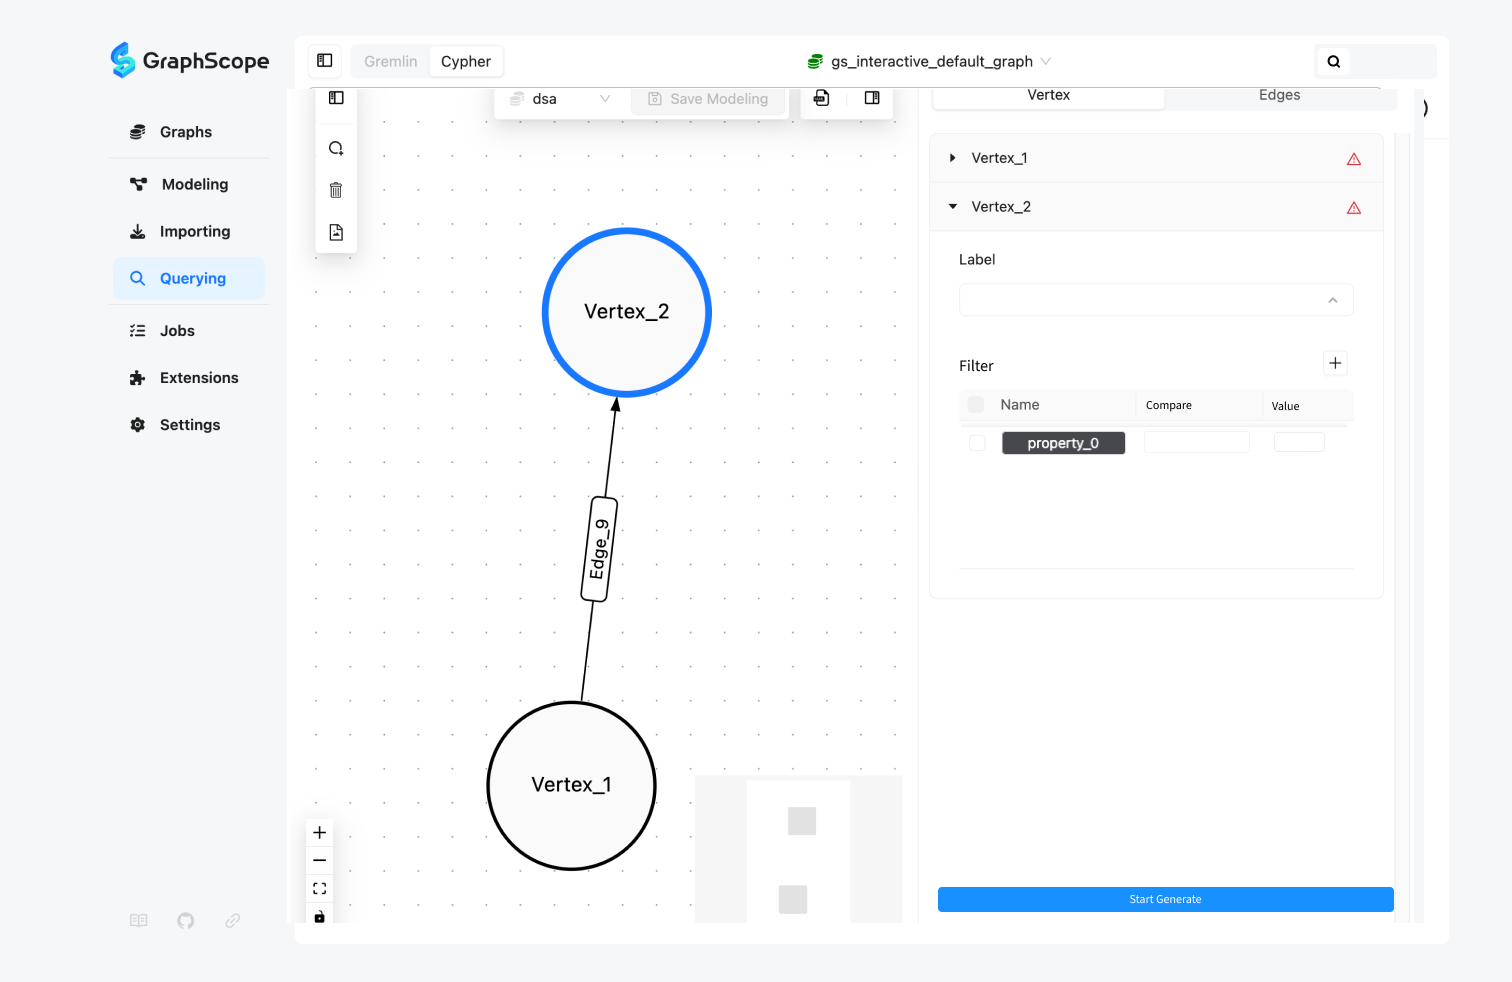 GraphScope
Gremlin
Cypher
gs_interactive_default_graph
dsa
Save Modeling
Vertex
Edges
Graphs
Modeling
Importing
Querying
Jobs
Extensions
Settings
Vertex_2
Edge_9
Vertex_1
Vertex_1
Vertex_2
Label
Filter
Name
Compare
Value
property_0
Start Generate